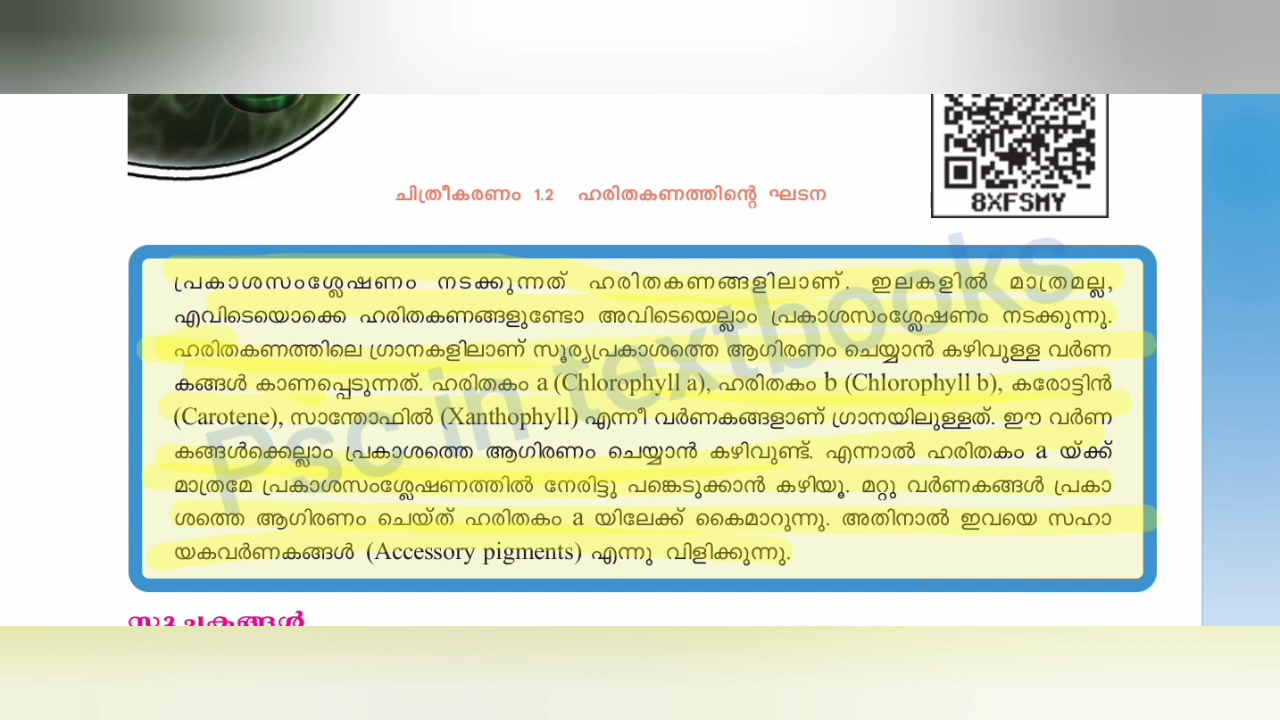 8XFSMY
ചിത്രീകരണം 1.2 ഹരിതകണത്തിന്റെ ഘടന
പ്രകാശസംശ്ലേഷണം നടക്കുന്നത് ഹരിതകണങ്ങളിലാണ്. ഇലകളിൽ മാത്രമല്ല,
എവിടെയൊക്കെ ഹരിതകണങ്ങളുണ്ടോ അവിടെയെല്ലാം പ്രകാശസംശ്ലേഷണം നടക്കുന്നു.
ഹരിതകണത്തിലെ ഗ്രാനകളിലാണ് സൂര്യപ്രകാശത്തെ ആഗിരണം ചെയ്യാൻ കഴിവുള്ള വർണ
കങ്ങൾ കാണപ്പെടുന്നത്. ഹരിതകം a (Chlorophyll a), ഹരിതകം b (Chlorophyll b), കരോട്ടിൻ
(Carotene), സാന്തോഫിൽ (Xanthophyll) എന്നീ വർണകങ്ങളാണ് ഗ്രാനയിലുള്ളത്. ഈ വർണ
കങ്ങൾക്കെല്ലാം പ്രകാശത്തെ ആഗിരണം ചെയ്യാൻ കഴിവുണ്ട്. എന്നാൽ ഹരിതകം a യ്ക്ക്
മാത്രമേ പ്രകാശസംശ്ലേഷണത്തിൽ നേരിട്ടു പങ്കെടുക്കാൻ കഴിയൂ. മറ്റു വർണകങ്ങൾ പ്രകാ
ശത്തെ ആഗിരണം ചെയ്ത് ഹരിതകം a യിലേക്ക് കൈമാറുന്നു. അതിനാൽ ഇവയെ സഹാ
യകവർണകങ്ങൾ (Accessory pigments) എന്നു വിളിക്കുന്നു.
Psc in textbooks
സൂചകങ്ങൾ